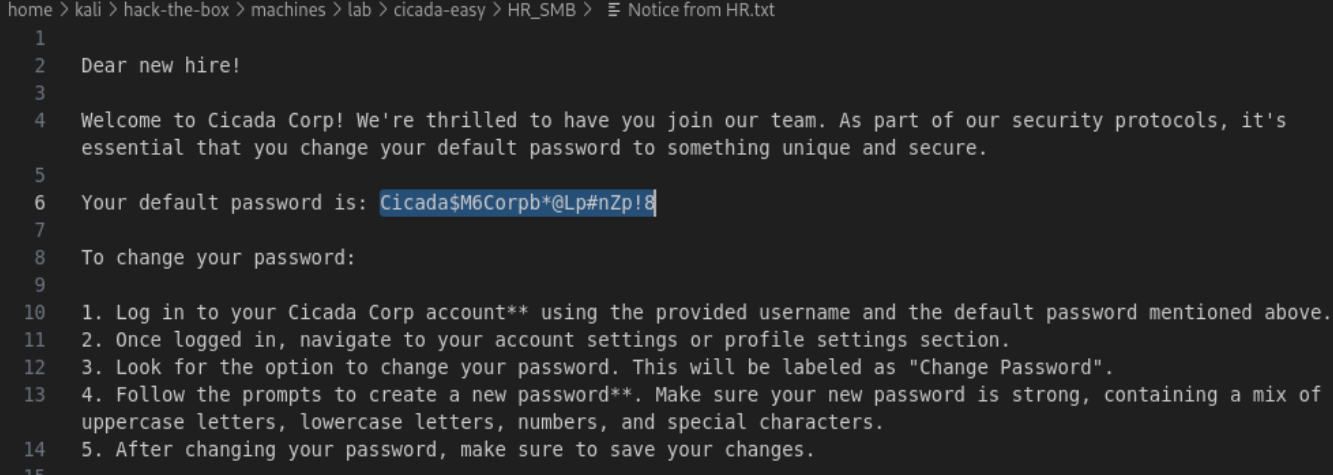 home > kali > hack-the-box > machines > lab > cicada-easy > HR_SMB > Notice from HR.txt
1
2 Dear new hire!
3
4 Welcome to Cicada Corp! We're thrilled to have you join our team. As part of our security protocols, it's
essential that you change your default password to something unique and secure.
5
6 Your default password is: Cicada$M6Corpb*@Lp#nZp!8
7
8 To change your password:
9
10 1. Log in to your Cicada Corp account** using the provided username and the default password mentioned above.
11 2. Once logged in, navigate to your account settings or profile settings section.
12 3. Look for the option to change your password. This will be labeled as "Change Password".
13 4. Follow the prompts to create a new password**. Make sure your new password is strong, containing a mix of
uppercase letters, lowercase letters, numbers, and special characters.
14 5. After changing your password, make sure to save your changes.
15